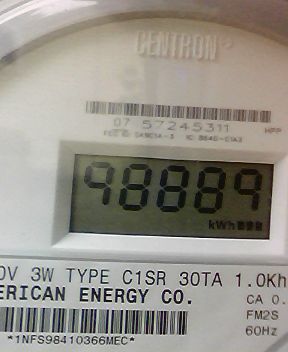 CENTRON®
07 57245311 HPP
98889
kWh
0V 3W TYPE C1SR 30TA 1.0Kh
ERICAN ENERGY CO. CA 0.
FM2S
*1NFS98410366MEC* 60Hz